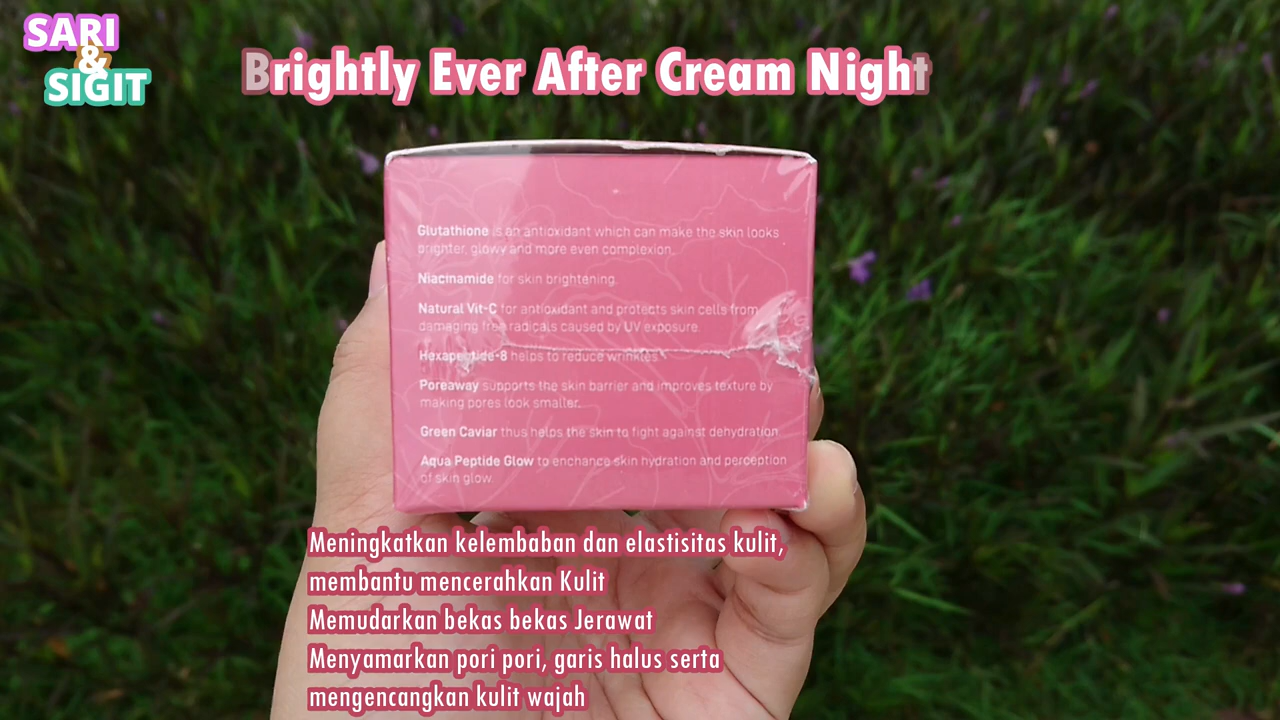 SARI
&
SIGIT
Brightly Ever After Cream Night
Glutathione is an antioxidant which can make the skin looks
brighter, glowy and more even complexion.
Niacinamide for skin brightening.
Natural Vit-C for antioxidant and protects skin cells from
damaging free radicals caused by UV exposure.
Hexapeptide-8 helps to reduce wrinkles.
Poreaway supports the skin barrier and improves texture by
making pores look smaller.
Green Caviar thus helps the skin to fight against dehydration
Aqua Peptide Glow to enchance skin hydration and perception
of skin glow.
Meningkatkan kelembaban dan elastisitas kulit,
membantu mencerahkan Kulit
Memudarkan bekas bekas Jerawat
Menyamarkan pori pori, garis halus serta
mengencangkan kulit wajah